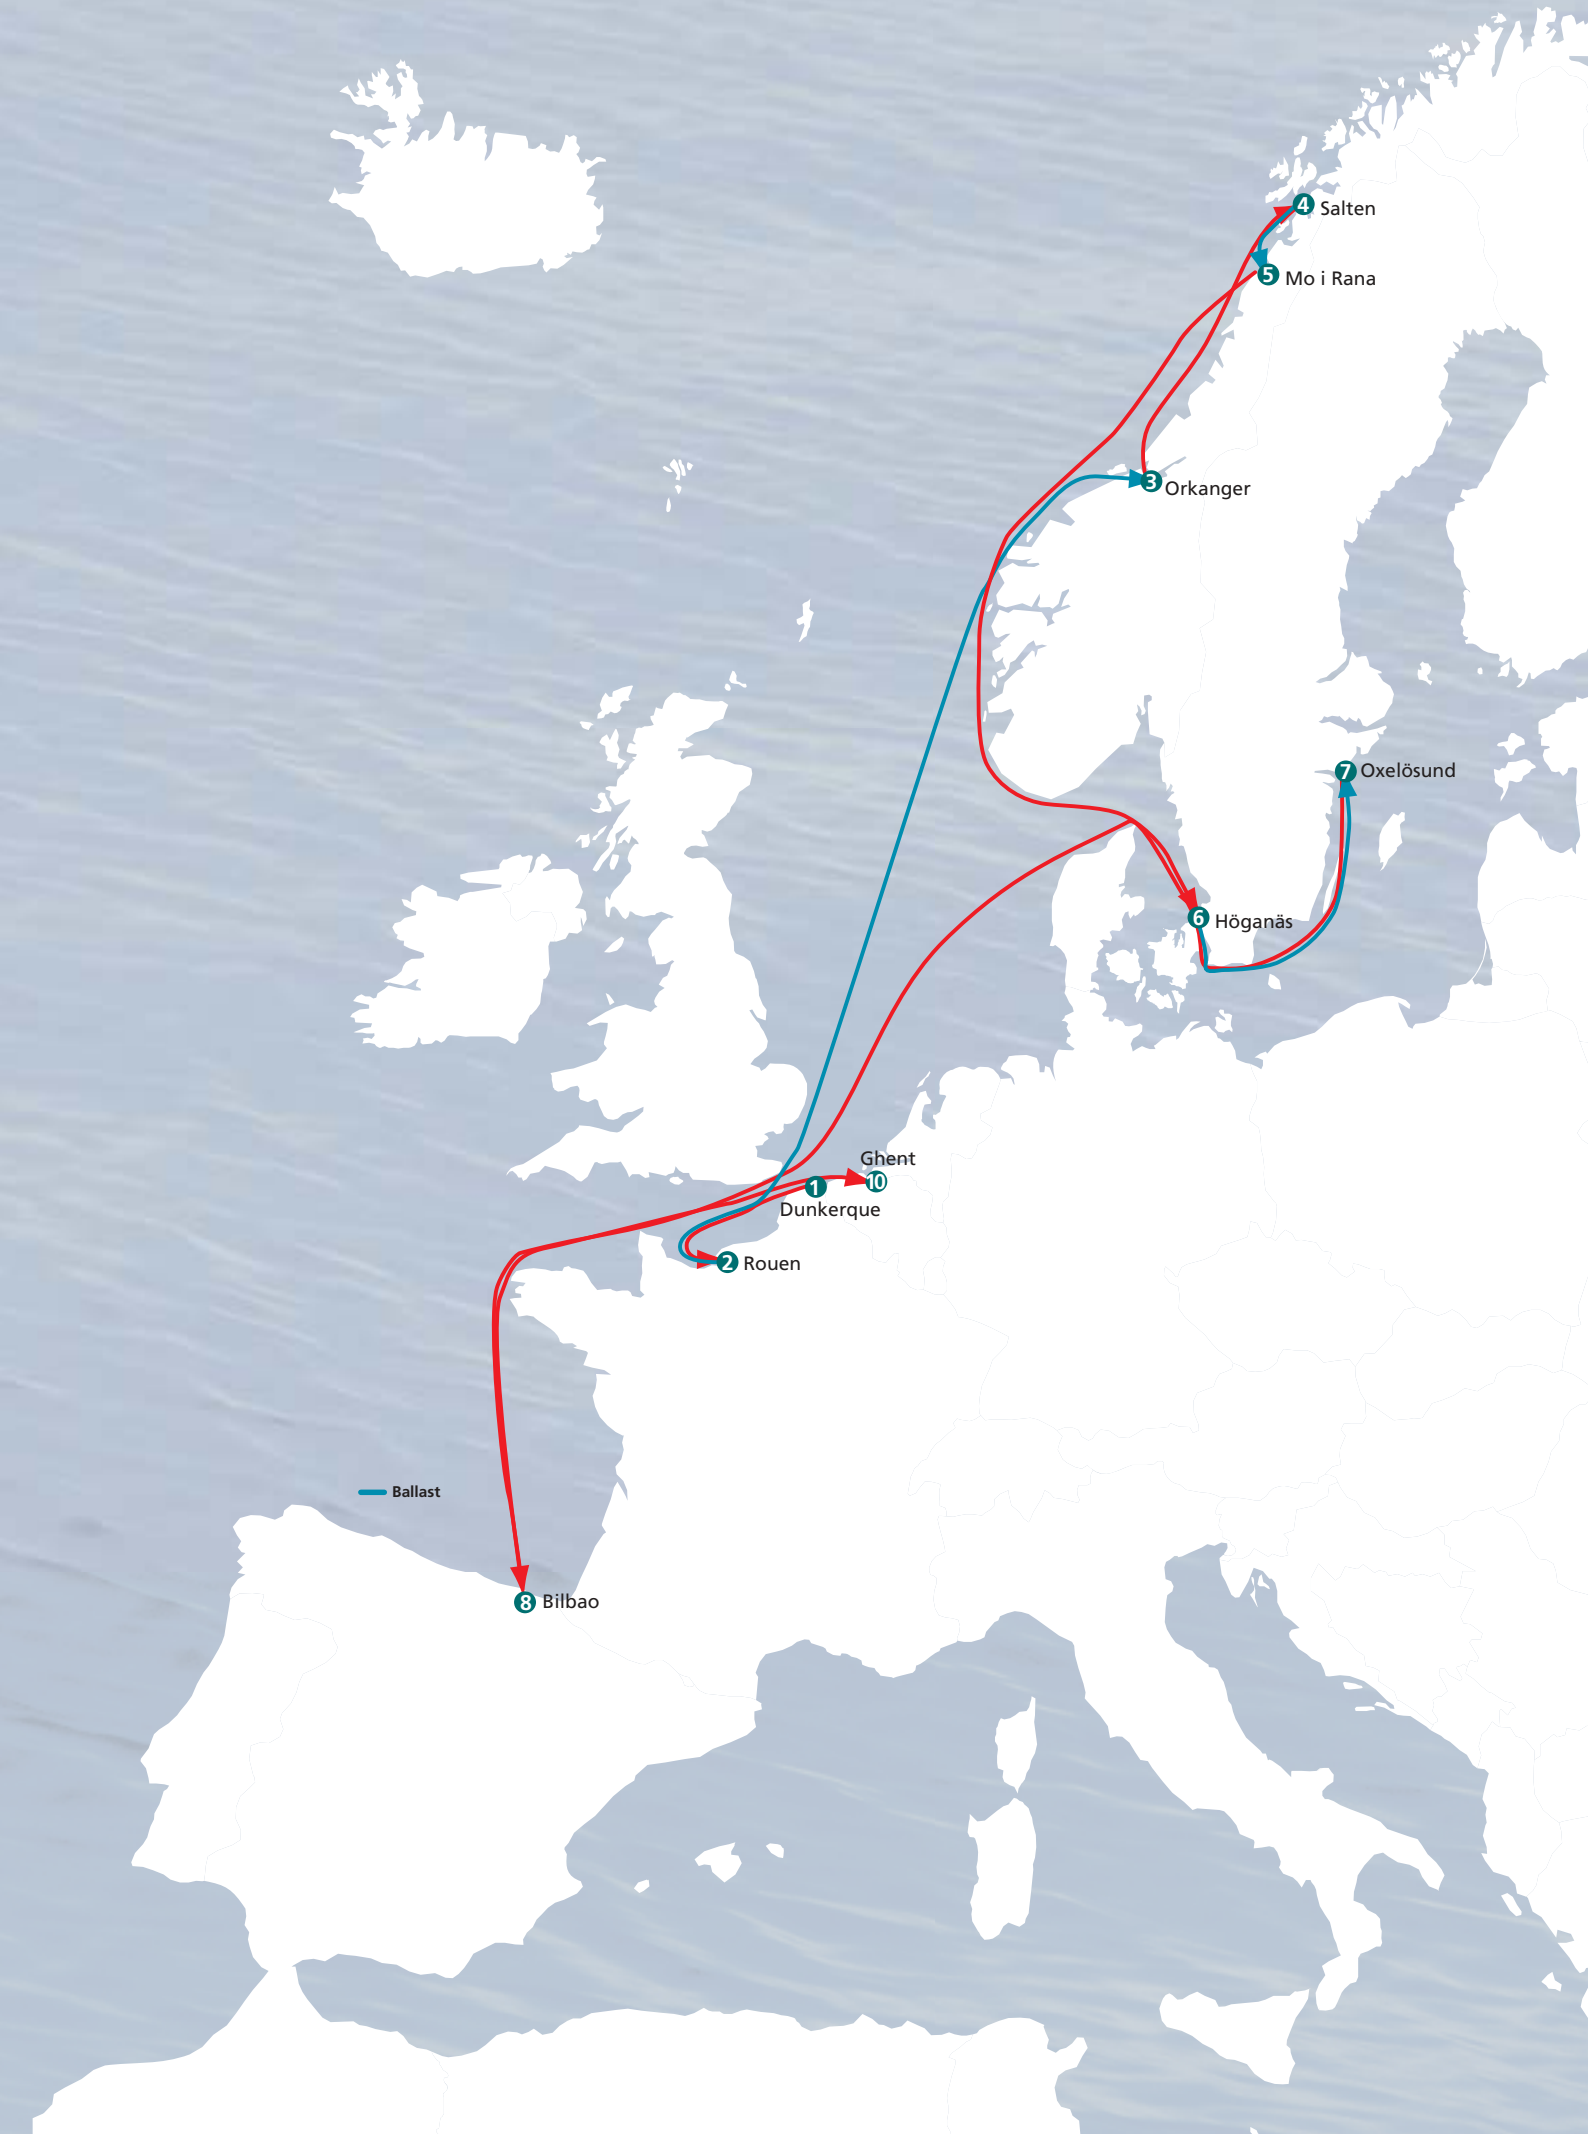 4 Salten
5 Mo i Rana
3 Orkanger
7 Oxelösund
6 Höganäs
Ghent
10
1
Dunkerque
2 Rouen
Ballast
8 Bilbao